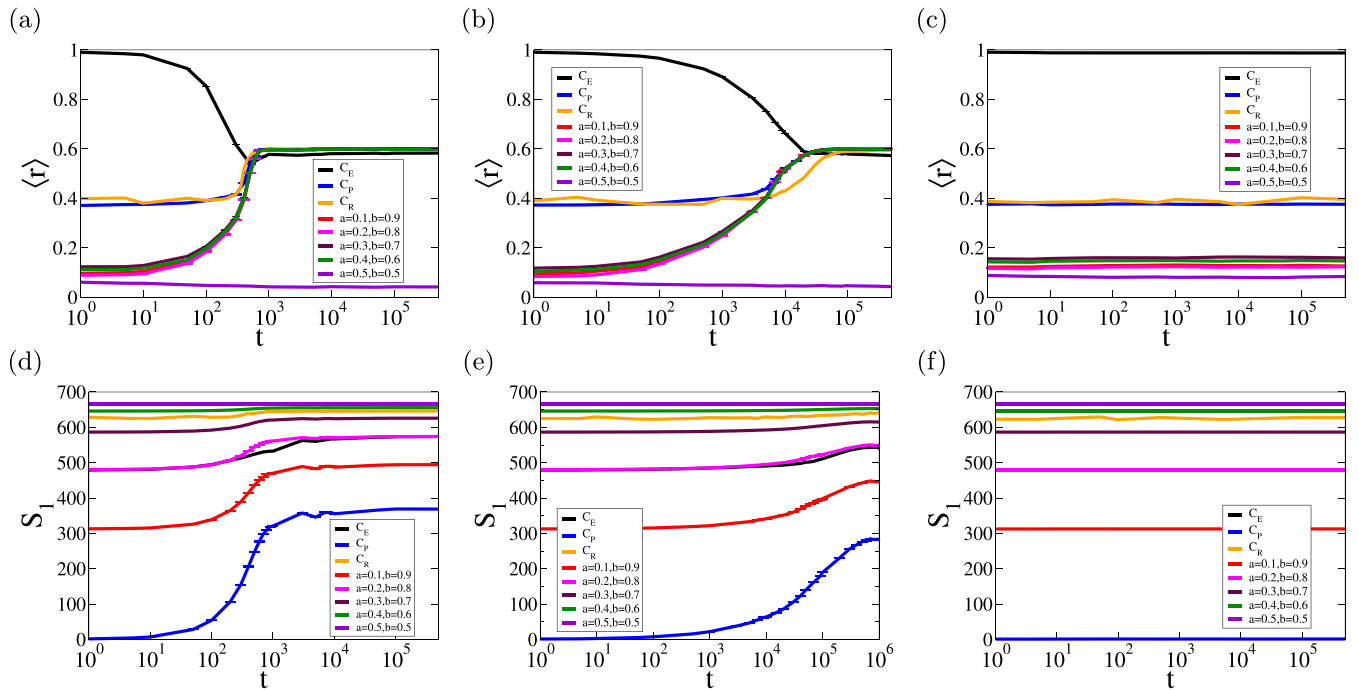 (a)
1
0.8
0.6
0.4
0.2
0
⟨r⟩
10^0 10^1 10^2 10^3 10^4 10^5
t
C_E
C_P
C_R
a=0.1,b=0.9
a=0.2,b=0.8
a=0.3,b=0.7
a=0.4,b=0.6
a=0.5,b=0.5
(b)
1
0.8
0.6
0.4
0.2
0
⟨r⟩
10^0 10^1 10^2 10^3 10^4 10^5
t
C_E
C_P
C_R
a=0.1,b=0.9
a=0.2,b=0.8
a=0.3,b=0.7
a=0.4,b=0.6
a=0.5,b=0.5
(c)
1
0.8
0.6
0.4
0.2
0
⟨r⟩
10^0 10^1 10^2 10^3 10^4 10^5
t
C_E
C_P
C_R
a=0.1,b=0.9
a=0.2,b=0.8
a=0.3,b=0.7
a=0.4,b=0.6
a=0.5,b=0.5
(d)
700
600
500
400
300
200
100
0
S_1
10^0 10^1 10^2 10^3 10^4 10^5
t
C_E
C_P
C_R
a=0.1,b=0.9
a=0.2,b=0.8
a=0.3,b=0.7
a=0.4,b=0.6
a=0.5,b=0.5
(e)
700
600
500
400
300
200
100
0
S_1
10^0 10^1 10^2 10^3 10^4 10^5 10^6
t
C_E
C_P
C_R
a=0.1,b=0.9
a=0.2,b=0.8
a=0.3,b=0.7
a=0.4,b=0.6
a=0.5,b=0.5
(f)
700
600
500
400
300
200
100
0
S_1
10^0 10^1 10^2 10^3 10^4 10^5
t
C_E
C_P
C_R
a=0.1,b=0.9
a=0.2,b=0.8
a=0.3,b=0.7
a=0.4,b=0.6
a=0.5,b=0.5